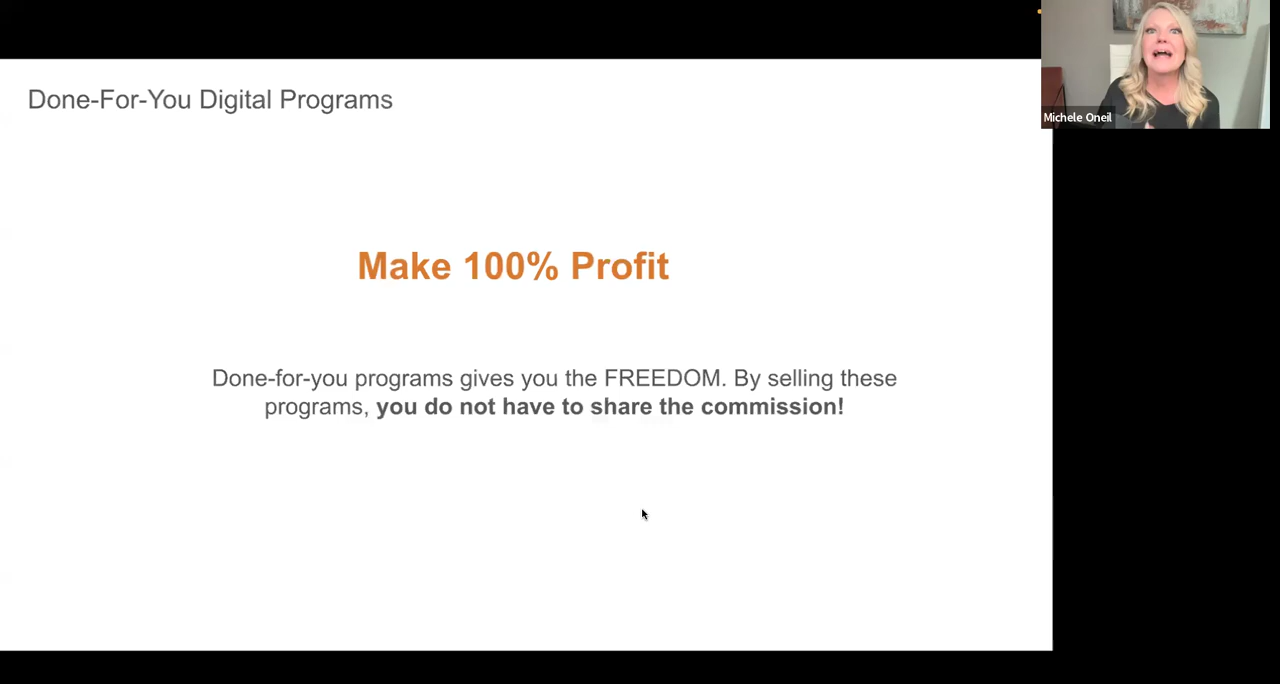 Done-For-You Digital Programs
Michele Oneil
Make 100% Profit
Done-for-you programs gives you the FREEDOM. By selling these
programs, you do not have to share the commission!